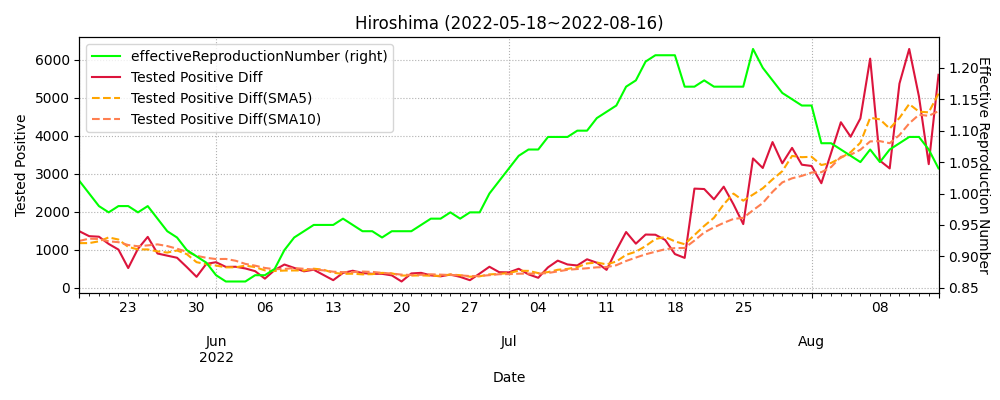 Hiroshima (2022-05-18~2022-08-16)
effectiveReproductionNumber (right)
Tested Positive Diff
Tested Positive Diff(SMA5)
Tested Positive Diff(SMA10)
Tested Positive
6000
5000
4000
3000
2000
1000
0
1.20
1.15
1.10
1.05
1.00
0.95
0.90
0.85
Effective Reproduction Number
23 30 06 13 20 27 04 11 18 25 08
Jun Jul Aug
2022
Date